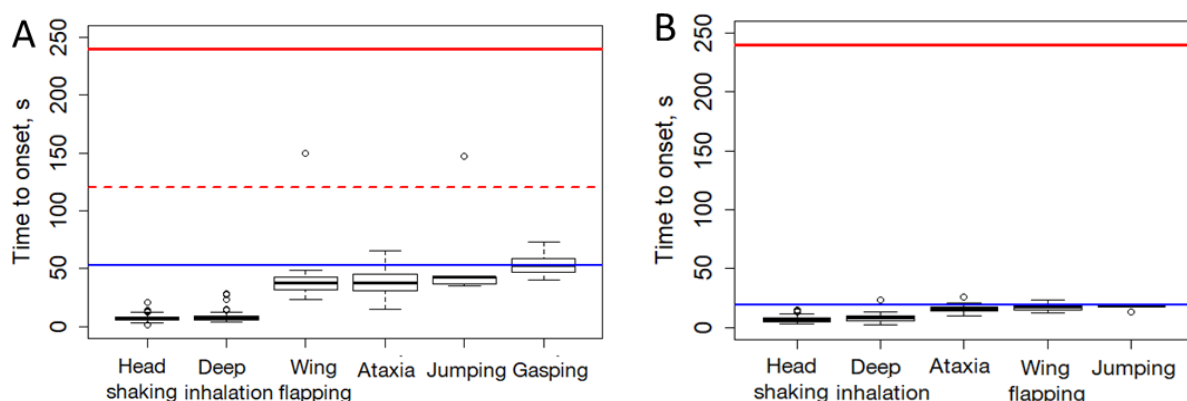 A
Time to onset, s
250
200
150
100
50
0
Head shaking
Deep inhalation
Wing flapping
Ataxia
Jumping
Gasping
B
Time to onset, s
250
200
150
100
50
0
Head shaking
Deep inhalation
Ataxia
Wing flapping
Jumping